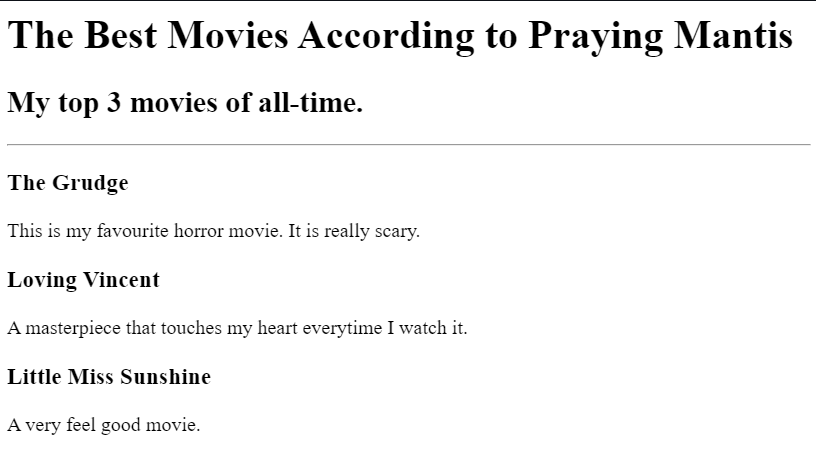 The Best Movies According to Praying Mantis
My top 3 movies of all-time.
The Grudge
This is my favourite horror movie. It is really scary.
Loving Vincent
A masterpiece that touches my heart everytime I watch it.
Little Miss Sunshine
A very feel good movie.